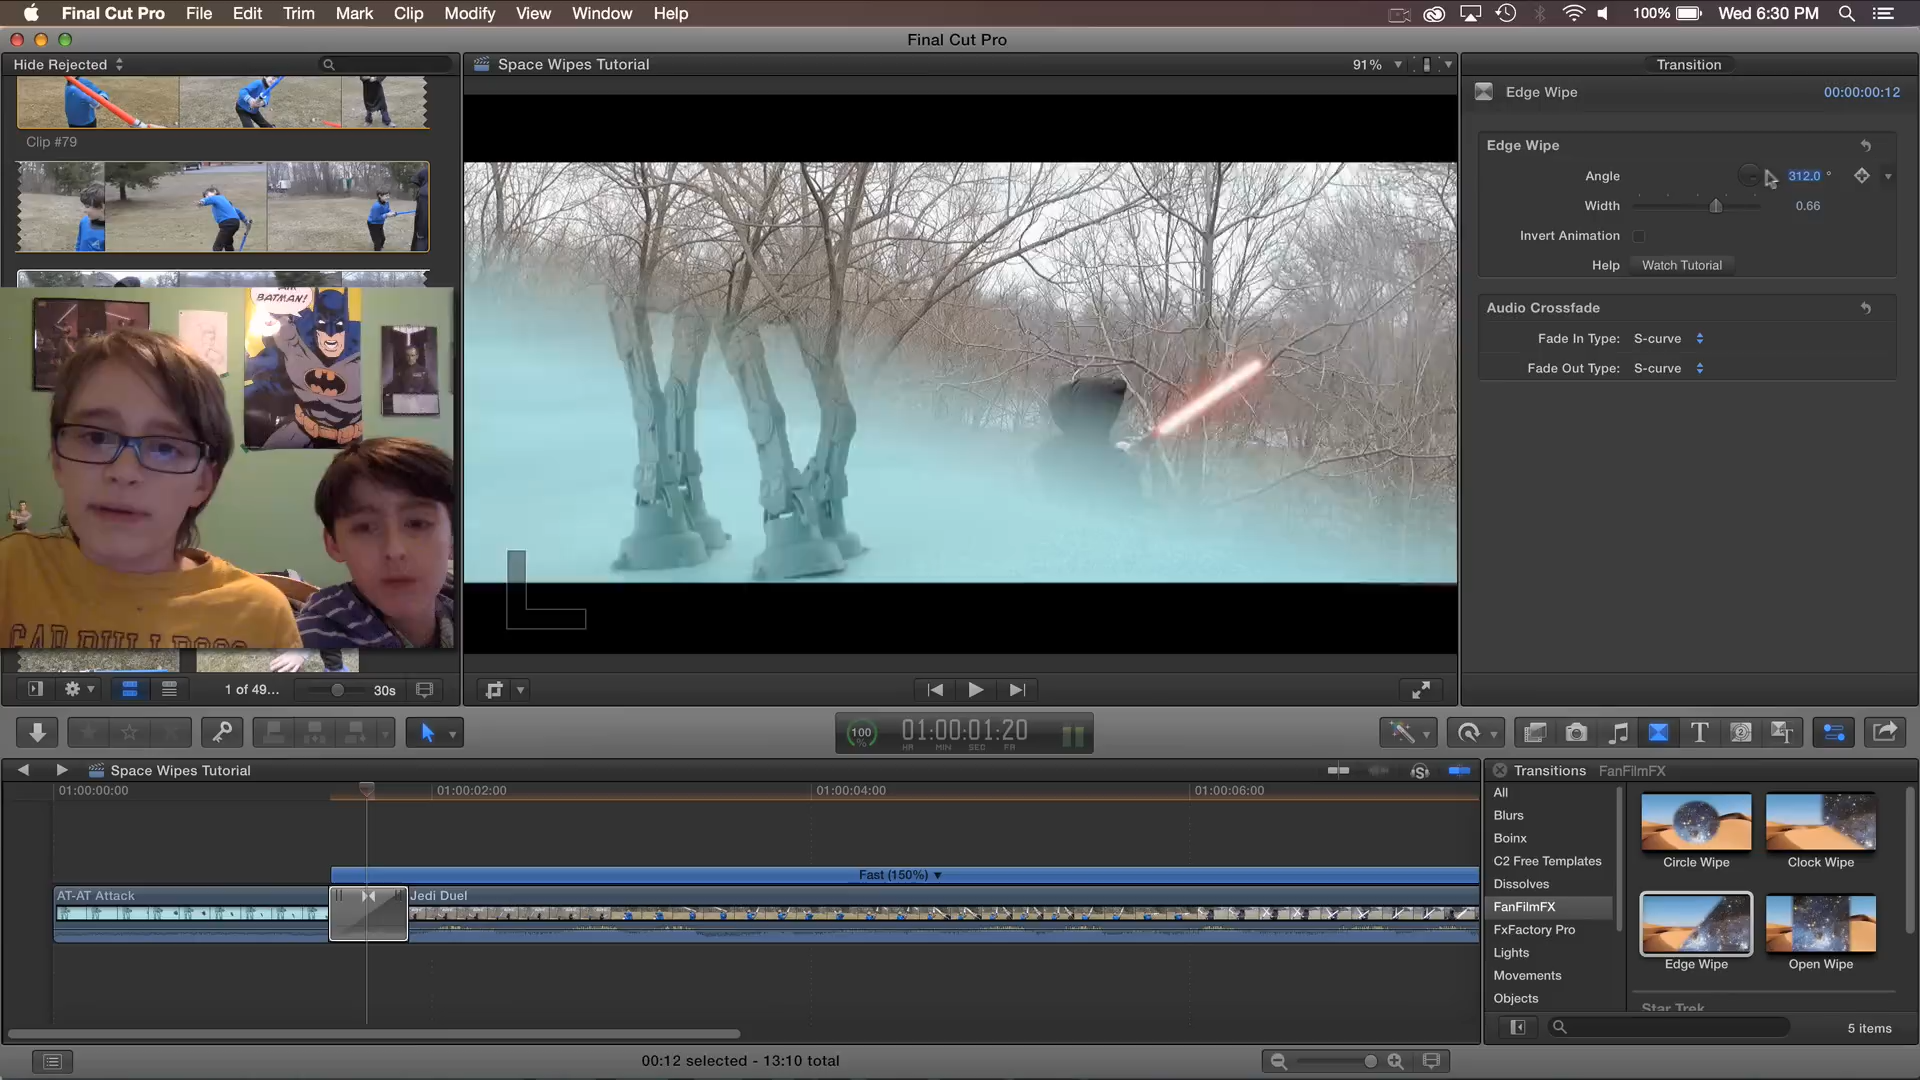 Final Cut Pro File Edit Trim Mark Clip Modify View Window Help 100% Wed 6:30 PM
Final Cut Pro
Hide Rejected
Space Wipes Tutorial 91%
Transition
Edge Wipe 00:00:00:12
Clip #79
Edge Wipe
Angle 312.0 °
Width 0.66
Invert Animation
Help Watch Tutorial
Audio Crossfade
Fade In Type: S-curve
Fade Out Type: S-curve
BATMAN!
1 of 49... 30s
100 % 01:00:01:20
HR MIN SEC FR
Space Wipes Tutorial
Transitions FanFilmFX
01:00:00:00 01:00:02:00 01:00:04:00 01:00:06:00
All
Blurs
Boinx
C2 Free Templates
Dissolves
FanFilmFX
FxFactory Pro
Lights
Movements
Objects
Circle Wipe Clock Wipe
Edge Wipe Open Wipe
Star Trek
Fast (150%)
AT-AT Attack Jedi Duel
5 items
00:12 selected - 13:10 total